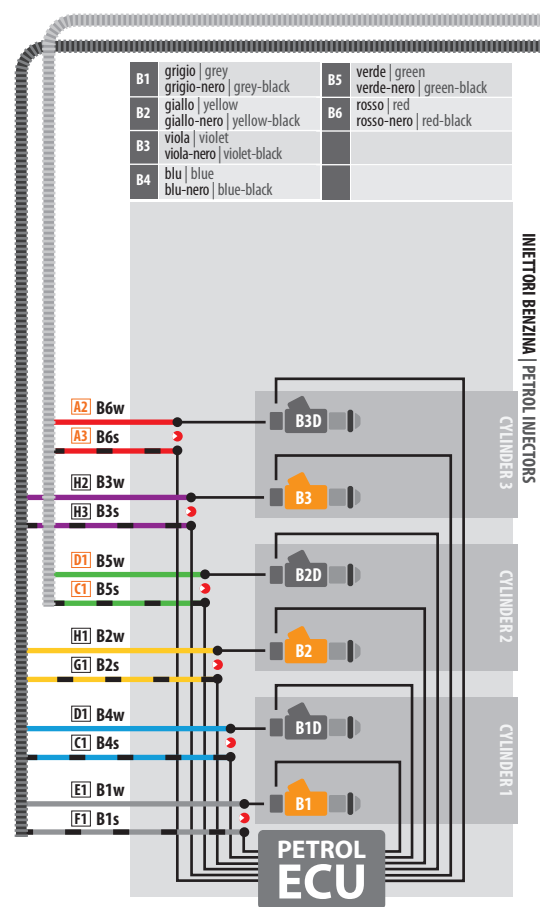 B1 grigio | grey
grigio-nero | grey-black
B5 verde | green
verde-nero | green-black
B2 giallo | yellow
giallo-nero | yellow-black
B6 rosso | red
rosso-nero | red-black
B3 viola | violet
viola-nero | violet-black
B4 blu | blue
blu-nero | blue-black
INIETTORI BENZINA | PETROL INJECTORS
A2 B6w
A3 B6s
B3D
CYLINDER 3
H2 B3w
H3 B3s
B3
D1 B5w
C1 B5s
B2D
CYLINDER 2
H1 B2w
G1 B2s
B2
D1 B4w
C1 B4s
B1D
CYLINDER 1
E1 B1w
F1 B1s
B1
PETROL
ECU